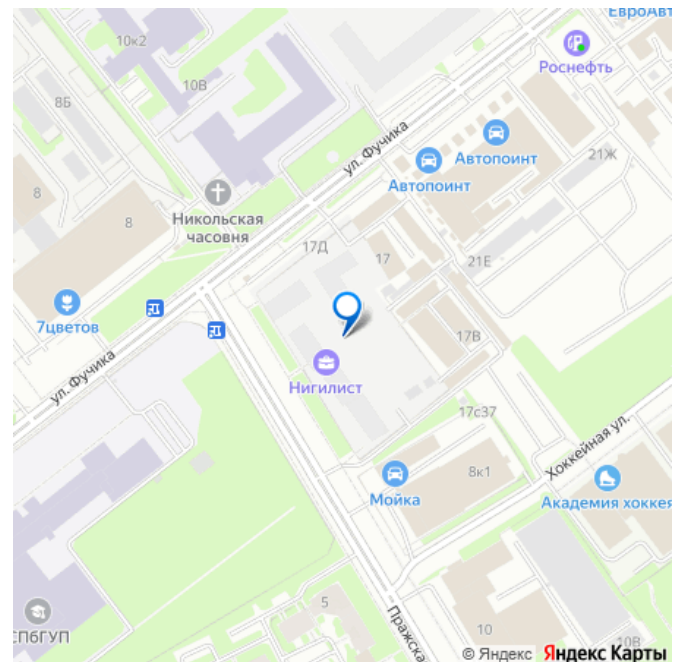 ЕвроАвт
10к2
Роснефть
10В
8Б
ул. Фучика
Автопоинт
21Ж
Автопоинт
8
Никольская
часовня
8
17Д
17
21Е
7цветов
17В
Нигилист
ул. Фучика
17с37
Хоккейная ул.
8к1
Мойка
Академия хоккея
5
СПбГУП
Пражска
10
10В
© Яндекс Яндекс Карты